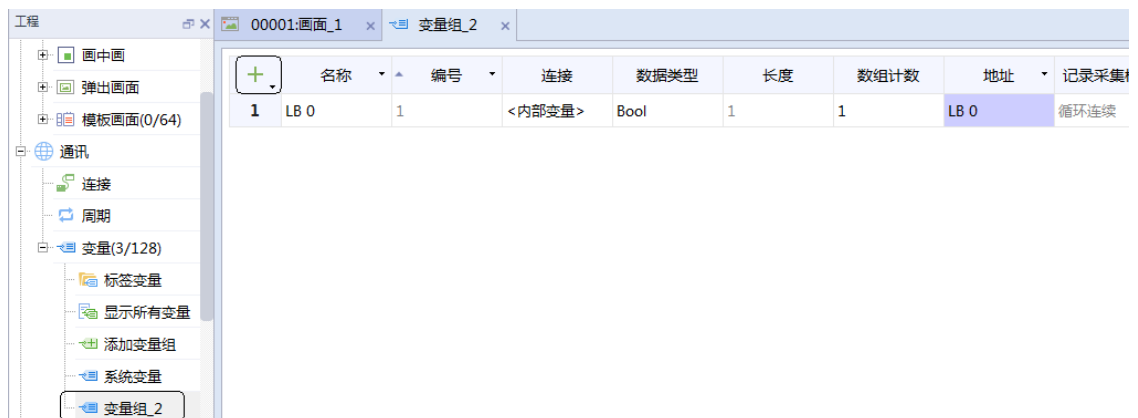 工程
00001:画面_1
变量组_2
画中画
弹出画面
模板画面(0/64)
通讯
连接
周期
变量(3/128)
标签变量
显示所有变量
添加变量组
系统变量
变量组_2
名称 编号 连接 数据类型 长度 数组计数 地址 记录采集
1 LB 0 1 <内部变量> Bool 1 1 LB 0 循环连续